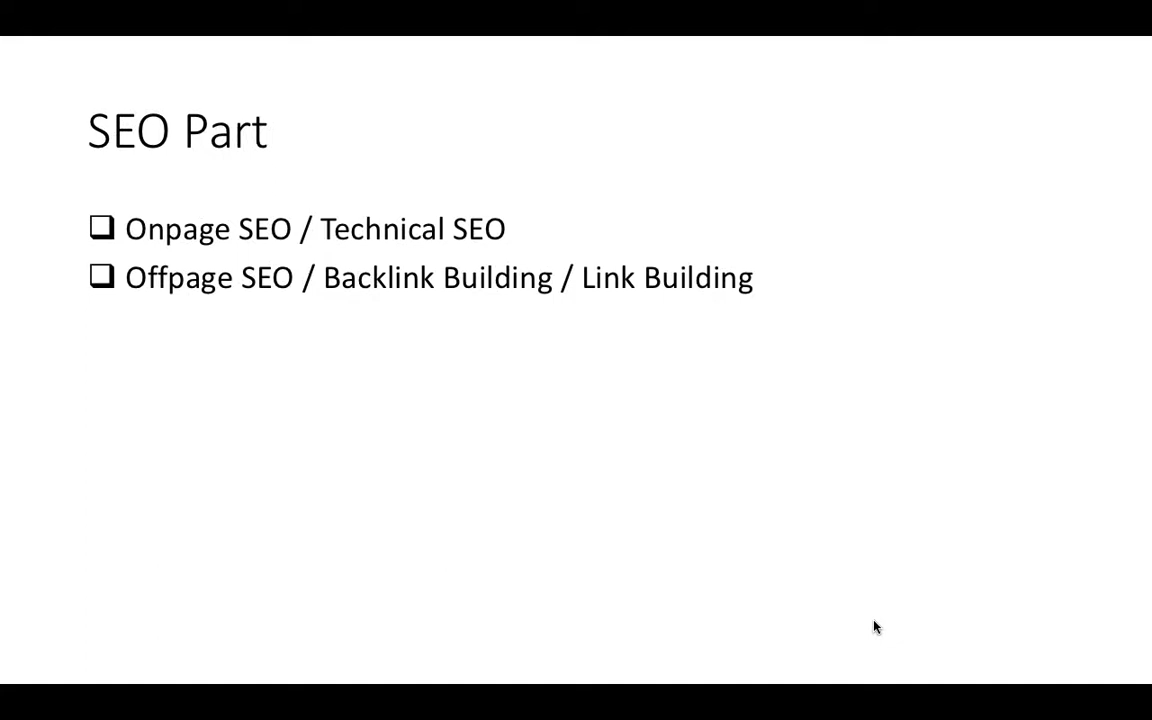 SEO Part
Onpage SEO / Technical SEO
Offpage SEO / Backlink Building / Link Building